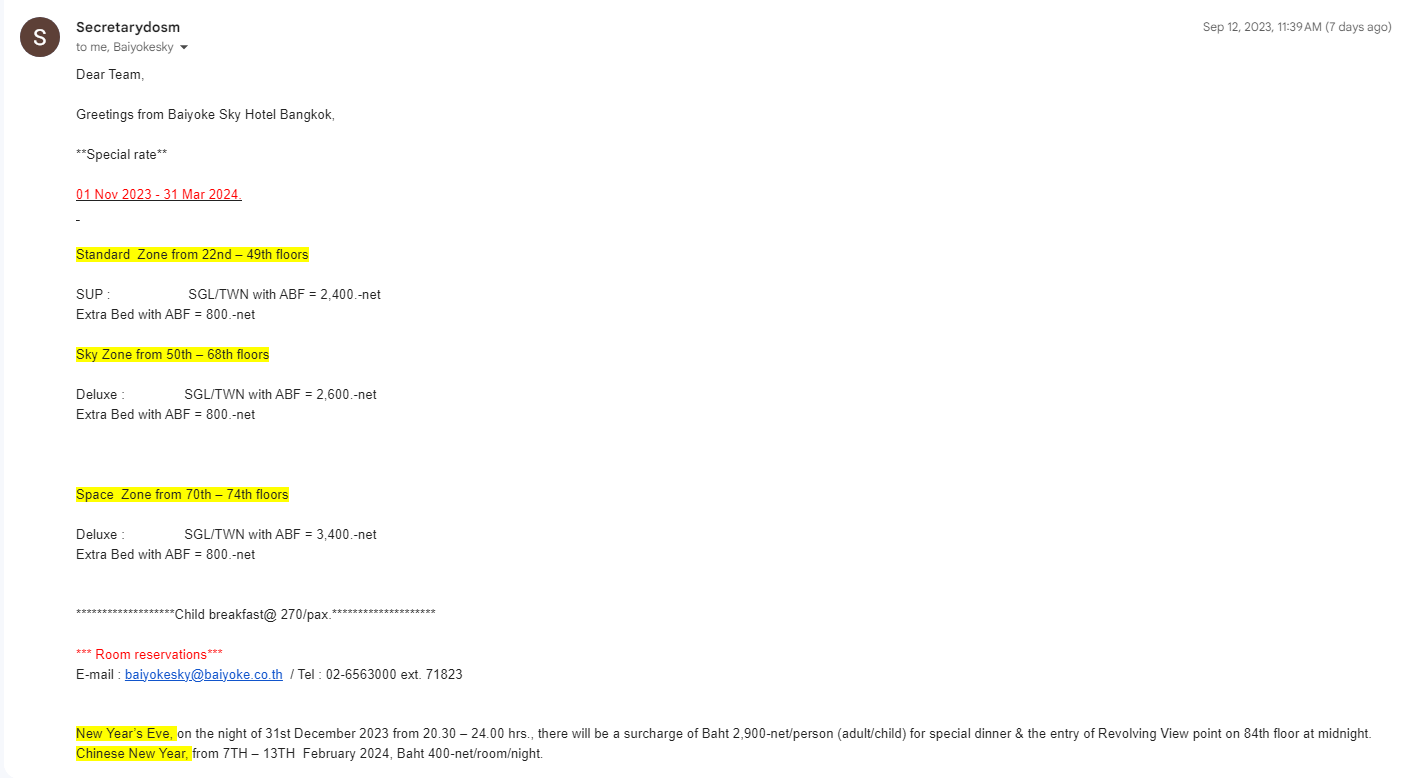 S
Secretarydosm
Sep 12, 2023, 11:39 AM (7 days ago)
to me, Baiyokesky
Dear Team,
Greetings from Baiyoke Sky Hotel Bangkok,
**Special rate**
01 Nov 2023 - 31 Mar 2024.
-
Standard  Zone from 22nd – 49th floors
SUP :                     SGL/TWN with ABF = 2,400.-net
Extra Bed with ABF = 800.-net
Sky Zone from 50th – 68th floors
Deluxe :                SGL/TWN with ABF = 2,600.-net
Extra Bed with ABF = 800.-net
Space  Zone from 70th – 74th floors
Deluxe :                SGL/TWN with ABF = 3,400.-net
Extra Bed with ABF = 800.-net
*******************Child breakfast@ 270/pax.********************
*** Room reservations***
E-mail : baiyokesky@baiyoke.co.th  / Tel : 02-6563000 ext. 71823
New Year’s Eve, on the night of 31st December 2023 from 20.30 – 24.00 hrs., there will be a surcharge of Baht 2,900-net/person (adult/child) for special dinner & the entry of Revolving View point on 84th floor at midnight.
Chinese New Year, from 7TH – 13TH  February 2024, Baht 400-net/room/night.